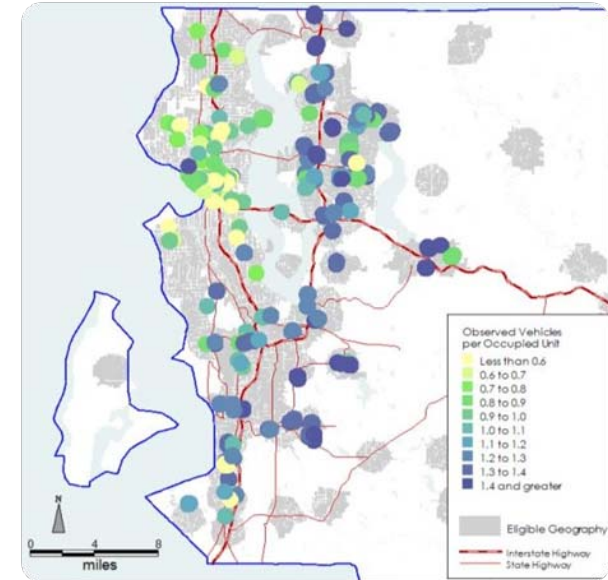 Observed Vehicles
per Occupied Unit
Less than 0.6
0.6 to 0.7
0.7 to 0.8
0.8 to 0.9
0.9 to 1.0
1.0 to 1.1
1.1 to 1.2
1.2 to 1.3
1.3 to 1.4
1.4 and greater
Eligible Geography
Interstate Highway
State Highway
N
0 4 8
miles